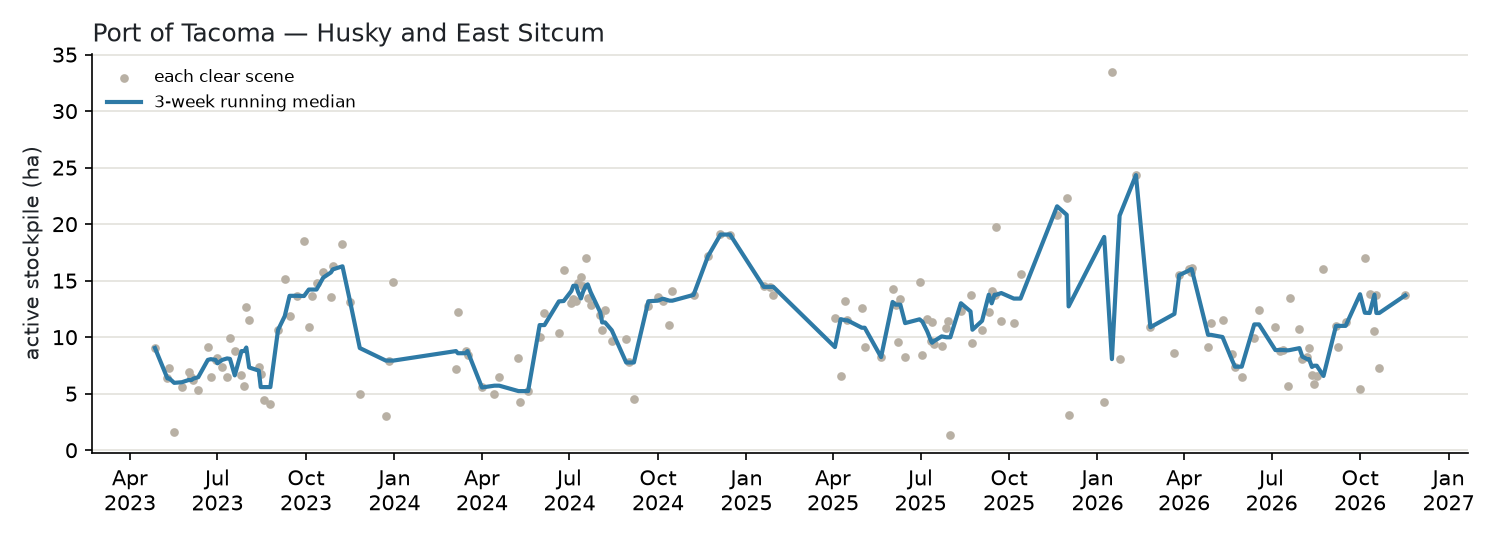 Port of Tacoma — Husky and East Sitcum
each clear scene
3-week running median
active stockpile (ha)
35
30
25
20
15
10
5
0
Apr 2023
Jul 2023
Oct 2023
Jan 2024
Apr 2024
Jul 2024
Oct 2024
Jan 2025
Apr 2025
Jul 2025
Oct 2025
Jan 2026
Apr 2026
Jul 2026
Oct 2026
Jan 2027